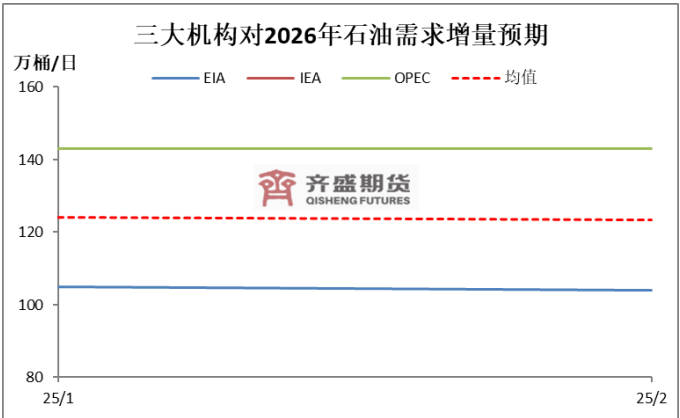 三大机构对2026年石油需求增量预期
万桶/日
EIA IEA OPEC 均值
160
140
120
100
80
25/1 25/2
齐盛期货
QISHENG FUTURES